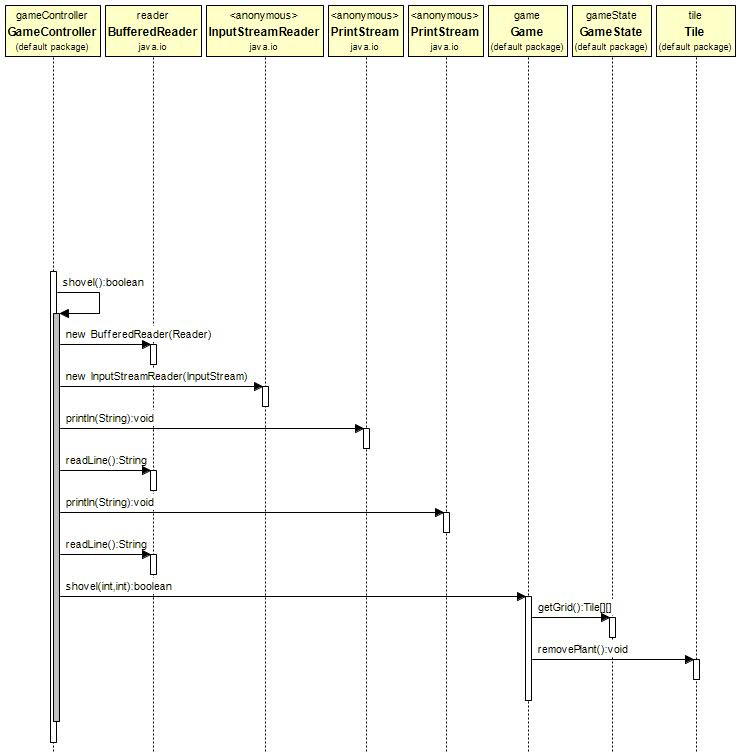 gameController
GameController
(default package)
reader
BufferedReader
java.io
<anonymous>
InputStreamReader
java.io
<anonymous>
PrintStream
java.io
<anonymous>
PrintStream
java.io
game
Game
(default package)
gameState
GameState
(default package)
tile
Tile
(default package)
shovel():boolean
new BufferedReader(Reader)
new InputStreamReader(InputStream)
println(String):void
readLine():String
println(String):void
readLine():String
shovel(int,int):boolean
getGrid():Tile[][]
removePlant():void